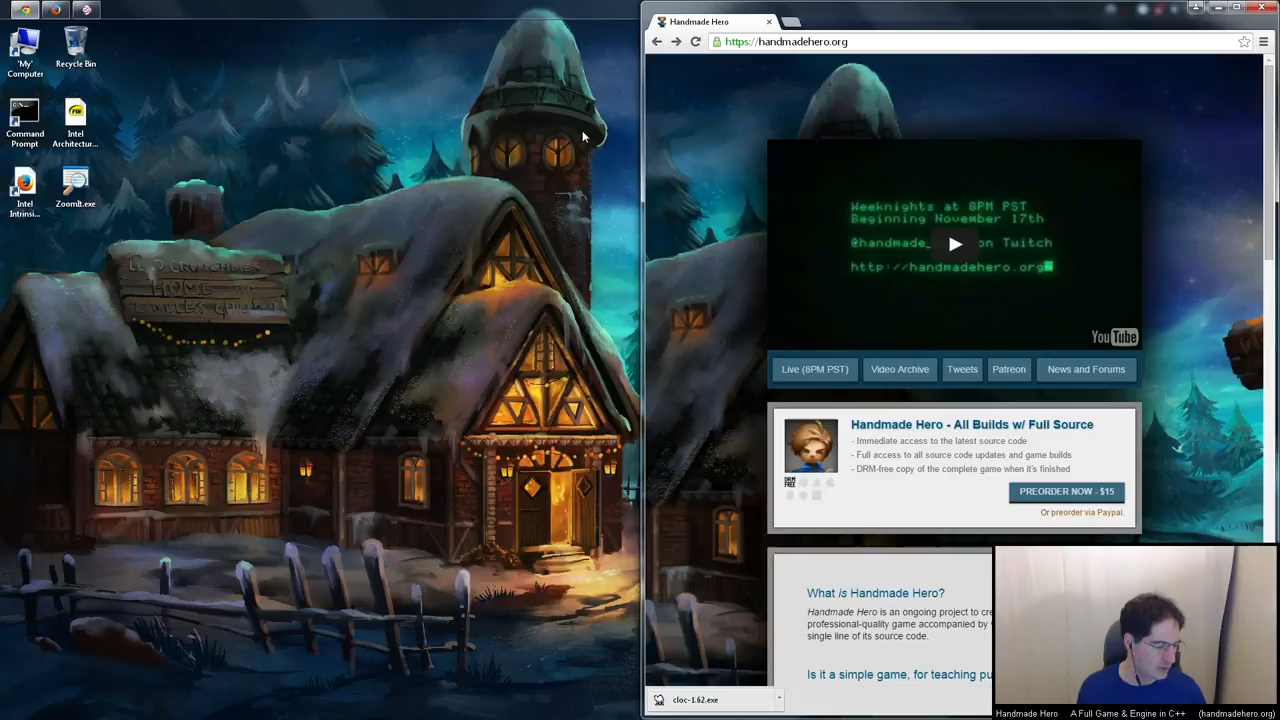 'My'
Computer
Recycle Bin
Command
Prompt
Intel
Architectur...
Intel
Intrinsi...
ZoomIt.exe
HOME FOR
Handmade Hero
https://handmadehero.org
Weeknights at 8PM PST
Beginning November 17th
@handmade_ on Twitch
http://handmadehero.org
YouTube
Live (8PM PST)
Video Archive
Tweets
Patreon
News and Forums
Handmade Hero - All Builds w/ Full Source
- Immediate access to the latest source code
- Full access to all source code updates and game builds
- DRM-free copy of the complete game when it's finished
DRM
FREE
PREORDER NOW - $15
Or preorder via Paypal.
What is Handmade Hero?
Handmade Hero is an ongoing project to cre
professional-quality game accompanied by
single line of its source code.
Is it a simple game, for teaching pu
cloc-1.62.exe
Handmade Hero A Full Game & Engine in C++ (handmadehero.org)